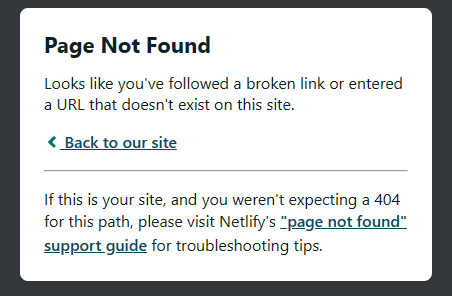 Page Not Found
Looks like you've followed a broken link or entered
a URL that doesn't exist on this site.
Back to our site
If this is your site, and you weren't expecting a 404
for this path, please visit Netlify's "page not found"
support guide for troubleshooting tips.